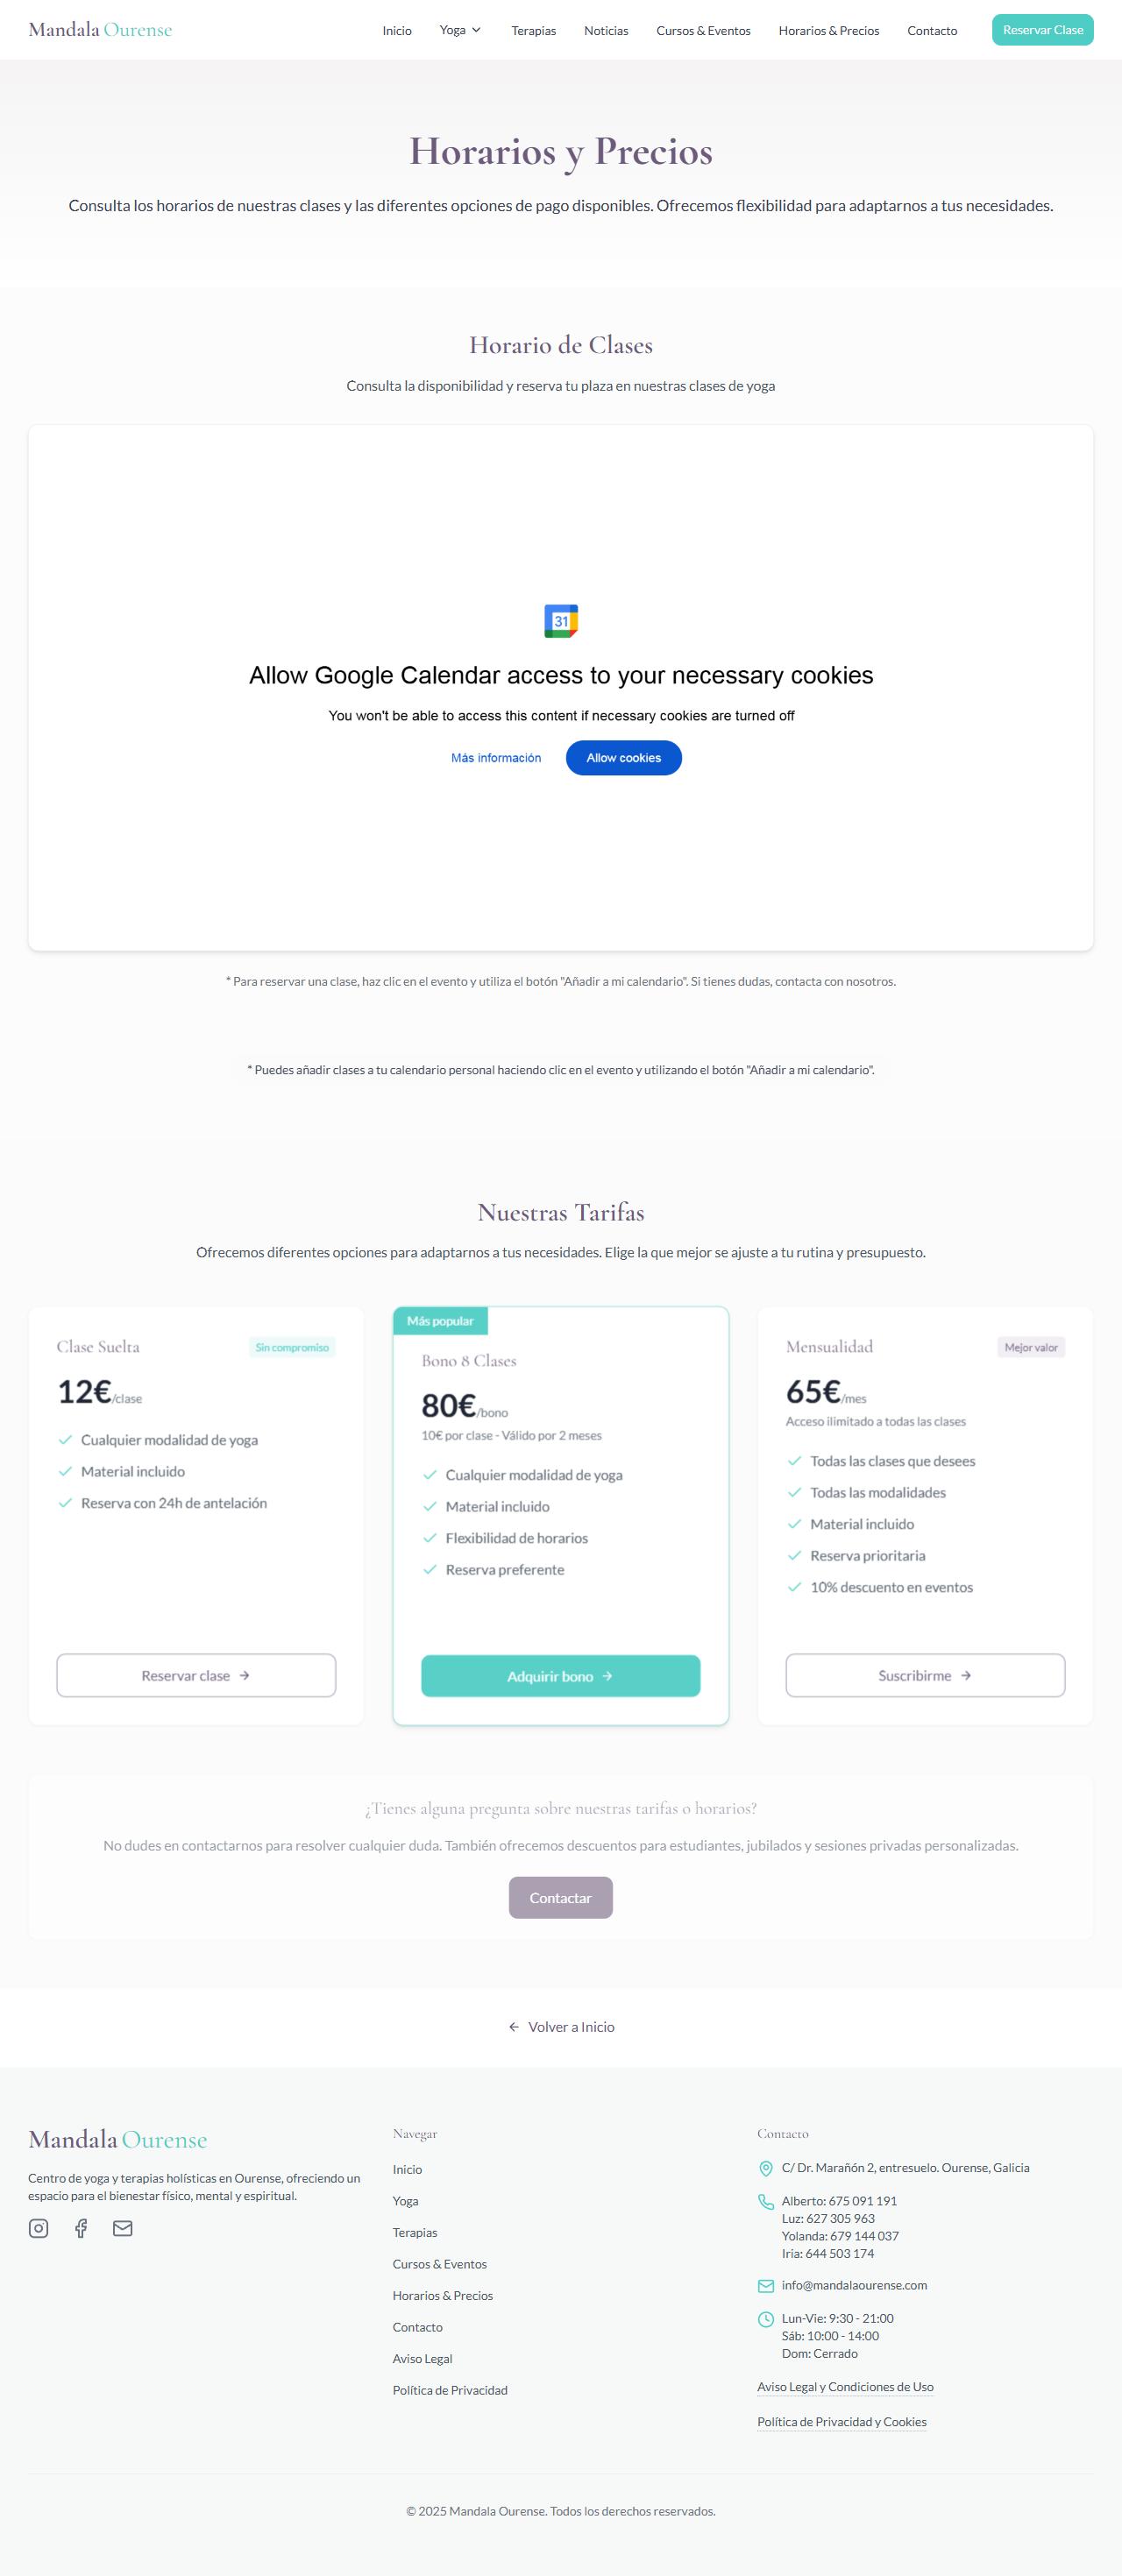 Mandala Ourense
Inicio
Yoga
Terapias
Noticias
Cursos & Eventos
Horarios & Precios
Contacto
Reservar Clase
Horarios y Precios
Consulta los horarios de nuestras clases y las diferentes opciones de pago disponibles. Ofrecemos flexibilidad para adaptarnos a tus necesidades.
Horario de Clases
Consulta la disponibilidad y reserva tu plaza en nuestras clases de yoga
31
Allow Google Calendar access to your necessary cookies
You won't be able to access this content if necessary cookies are turned off
Más información
Allow cookies
* Para reservar una clase, haz clic en el evento y utiliza el botón "Añadir a mi calendario". Si tienes dudas, contacta con nosotros.
* Puedes añadir clases a tu calendario personal haciendo clic en el evento y utilizando el botón "Añadir a mi calendario".
Nuestras Tarifas
Ofrecemos diferentes opciones para adaptarnos a tus necesidades. Elige la que mejor se ajuste a tu rutina y presupuesto.
Clase Suelta
Sin compromiso
12€/clase
Cualquier modalidad de yoga
Material incluido
Reserva con 24h de antelación
Reservar clase
Más popular
Bono 8 Clases
80€/bono
10€ por clase - Válido por 2 meses
Cualquier modalidad de yoga
Material incluido
Flexibilidad de horarios
Reserva preferente
Adquirir bono
Mensualidad
Mejor valor
65€/mes
Acceso ilimitado a todas las clases
Todas las clases que desees
Todas las modalidades
Material incluido
Reserva prioritaria
10% descuento en eventos
Suscribirme
¿Tienes alguna pregunta sobre nuestras tarifas o horarios?
No dudes en contactarnos para resolver cualquier duda. También ofrecemos descuentos para estudiantes, jubilados y sesiones privadas personalizadas.
Contactar
Volver a Inicio
Mandala Ourense
Centro de yoga y terapias holísticas en Ourense, ofreciendo un
espacio para el bienestar físico, mental y espiritual.
Navegar
Inicio
Yoga
Terapias
Cursos & Eventos
Horarios & Precios
Contacto
Aviso Legal
Política de Privacidad
Contacto
C/ Dr. Marañón 2, entresuelo. Ourense, Galicia
Alberto: 675 091 191
Luz: 627 305 963
Yolanda: 679 144 037
Iria: 644 503 174
info@mandalaourense.com
Lun-Vie: 9:30 - 21:00
Sáb: 10:00 - 14:00
Dom: Cerrado
Aviso Legal y Condiciones de Uso
Política de Privacidad y Cookies
© 2025 Mandala Ourense. Todos los derechos reservados.